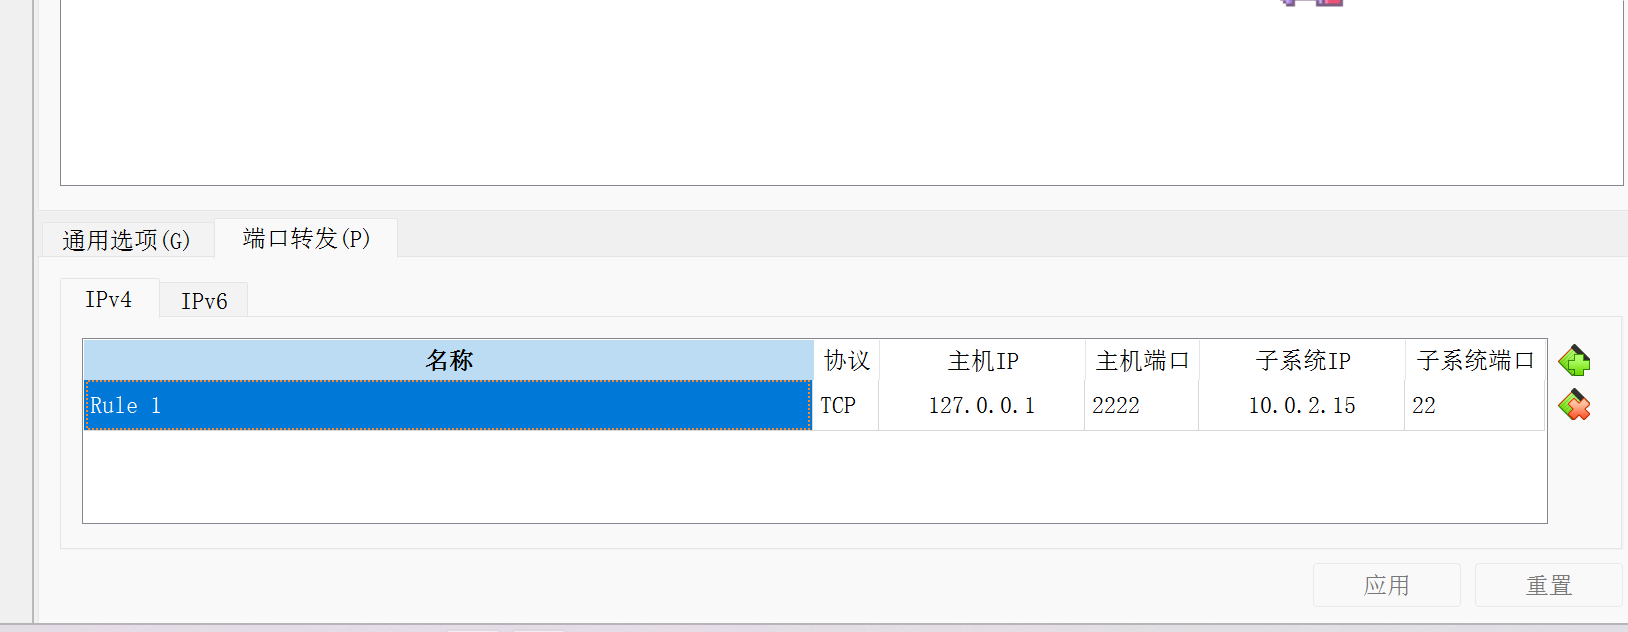 通用选项(G) 端口转发(P)
IPv4 IPv6
名称 协议 主机IP 主机端口 子系统IP 子系统端口
Rule 1 TCP 127.0.0.1 2222 10.0.2.15 22
应用 重置